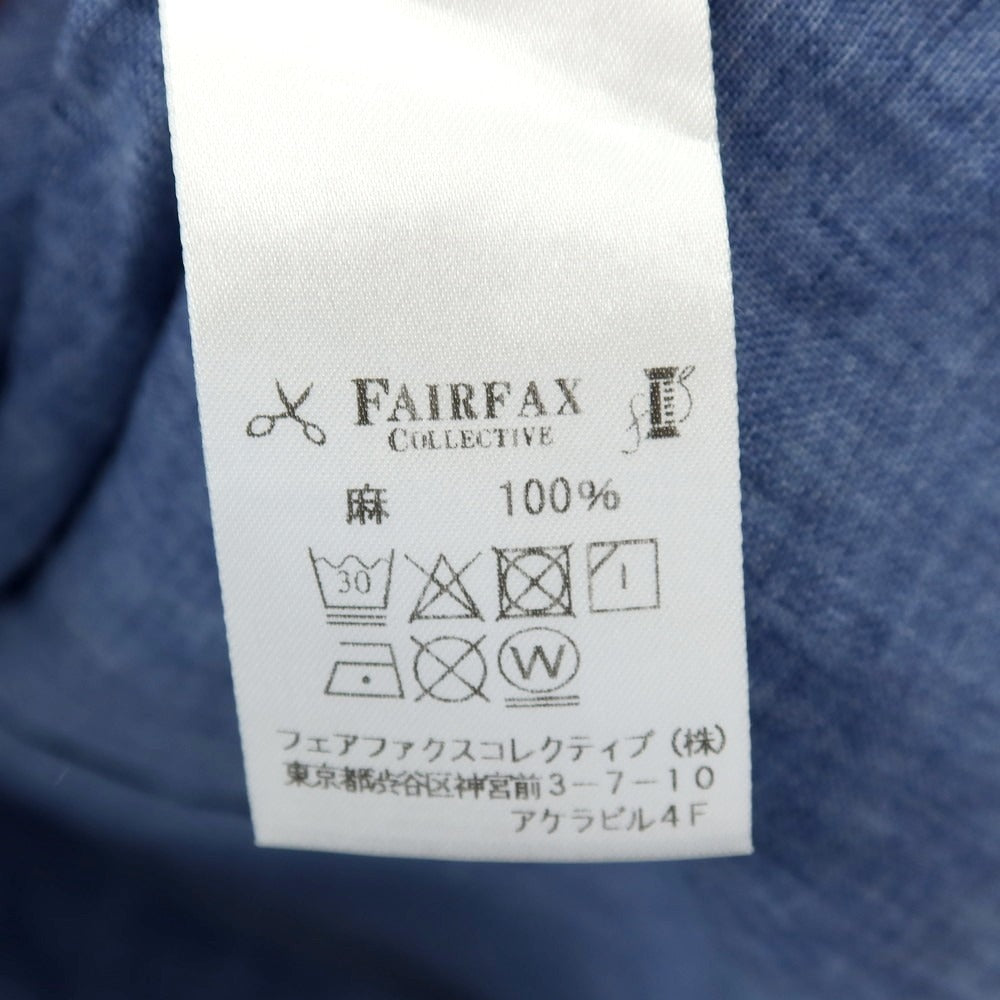 FAIRFAX
COLLECTIVE
麻 100%
30
W
フェアファクスコレクティブ(株)
東京都渋谷区神宮前3-7-10
アケラビル4F